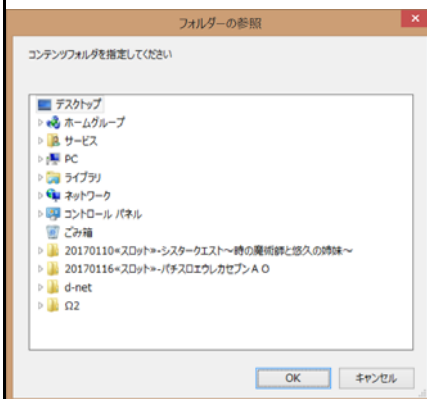 フォルダーの参照
コンテンツフォルダを指定してください
デスクトップ
ホームグループ
サービス
PC
ライブラリ
ネットワーク
コントロール パネル
ごみ箱
20170110≪スロット≫-シスタークエスト～時の魔術師と悠久の姉妹～
20170116≪スロット≫-パチスロエウレカセブンAO
d-net
Ω2
OK
キャンセル